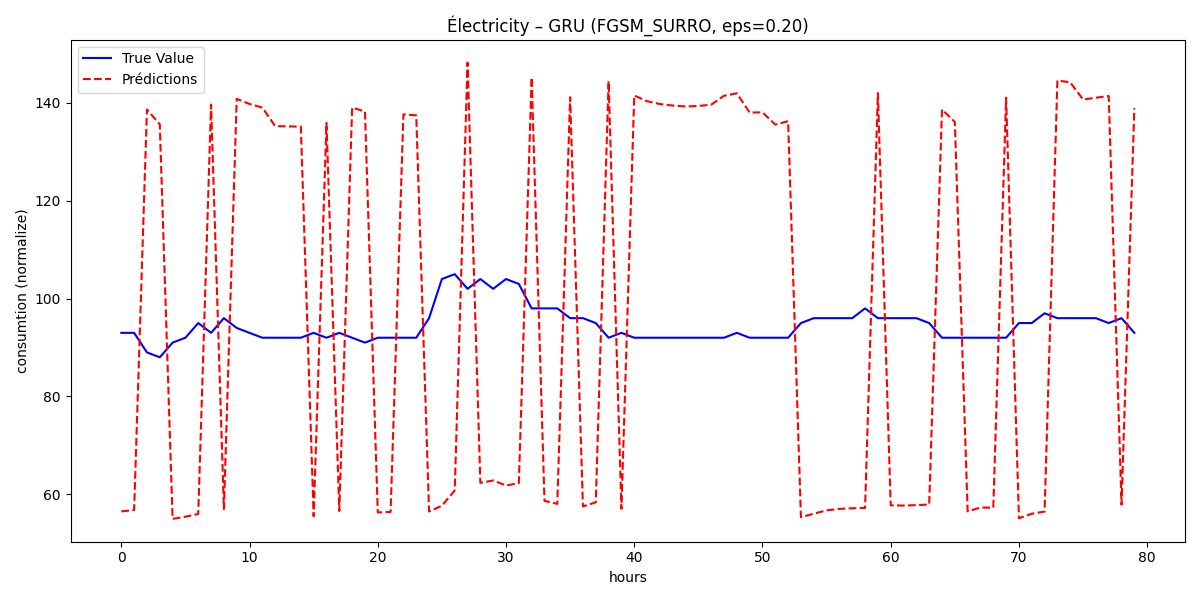 Électricity – GRU (FGSM_SURRO, eps=0.20)
True Value
Prédictions
consumtion (normalize)
140
120
100
80
60
0 10 20 30 40 50 60 70 80
hours